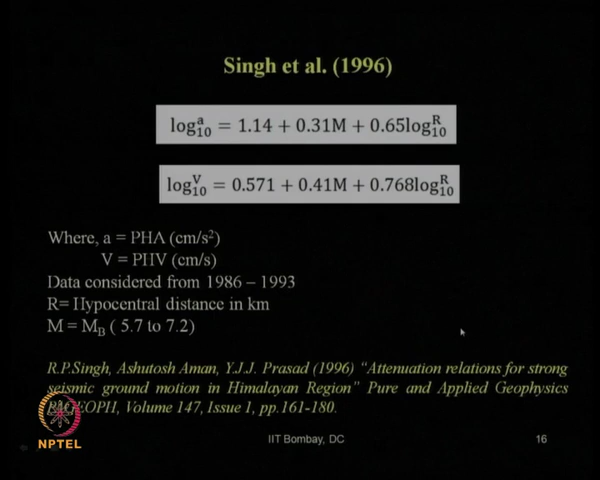 Singh et al. (1996)
log₁₀ᵃ = 1.14 + 0.31M + 0.65log₁₀ᴿ
log₁₀ⱽ = 0.571 + 0.41M + 0.768log₁₀ᴿ
Where, a = PHA (cm/s²)
V = PHV (cm/s)
Data considered from 1986 – 1993
R= Hypocentral distance in km
M = M_B ( 5.7 to 7.2)
R.P.Singh, Ashutosh Aman, Y.J.J. Prasad (1996) “Attenuation relations for strong
seismic ground motion in Himalayan Region” Pure and Applied Geophysics
Volume 147, Issue 1, pp.161-180.
NPTEL
IIT Bombay, DC
16